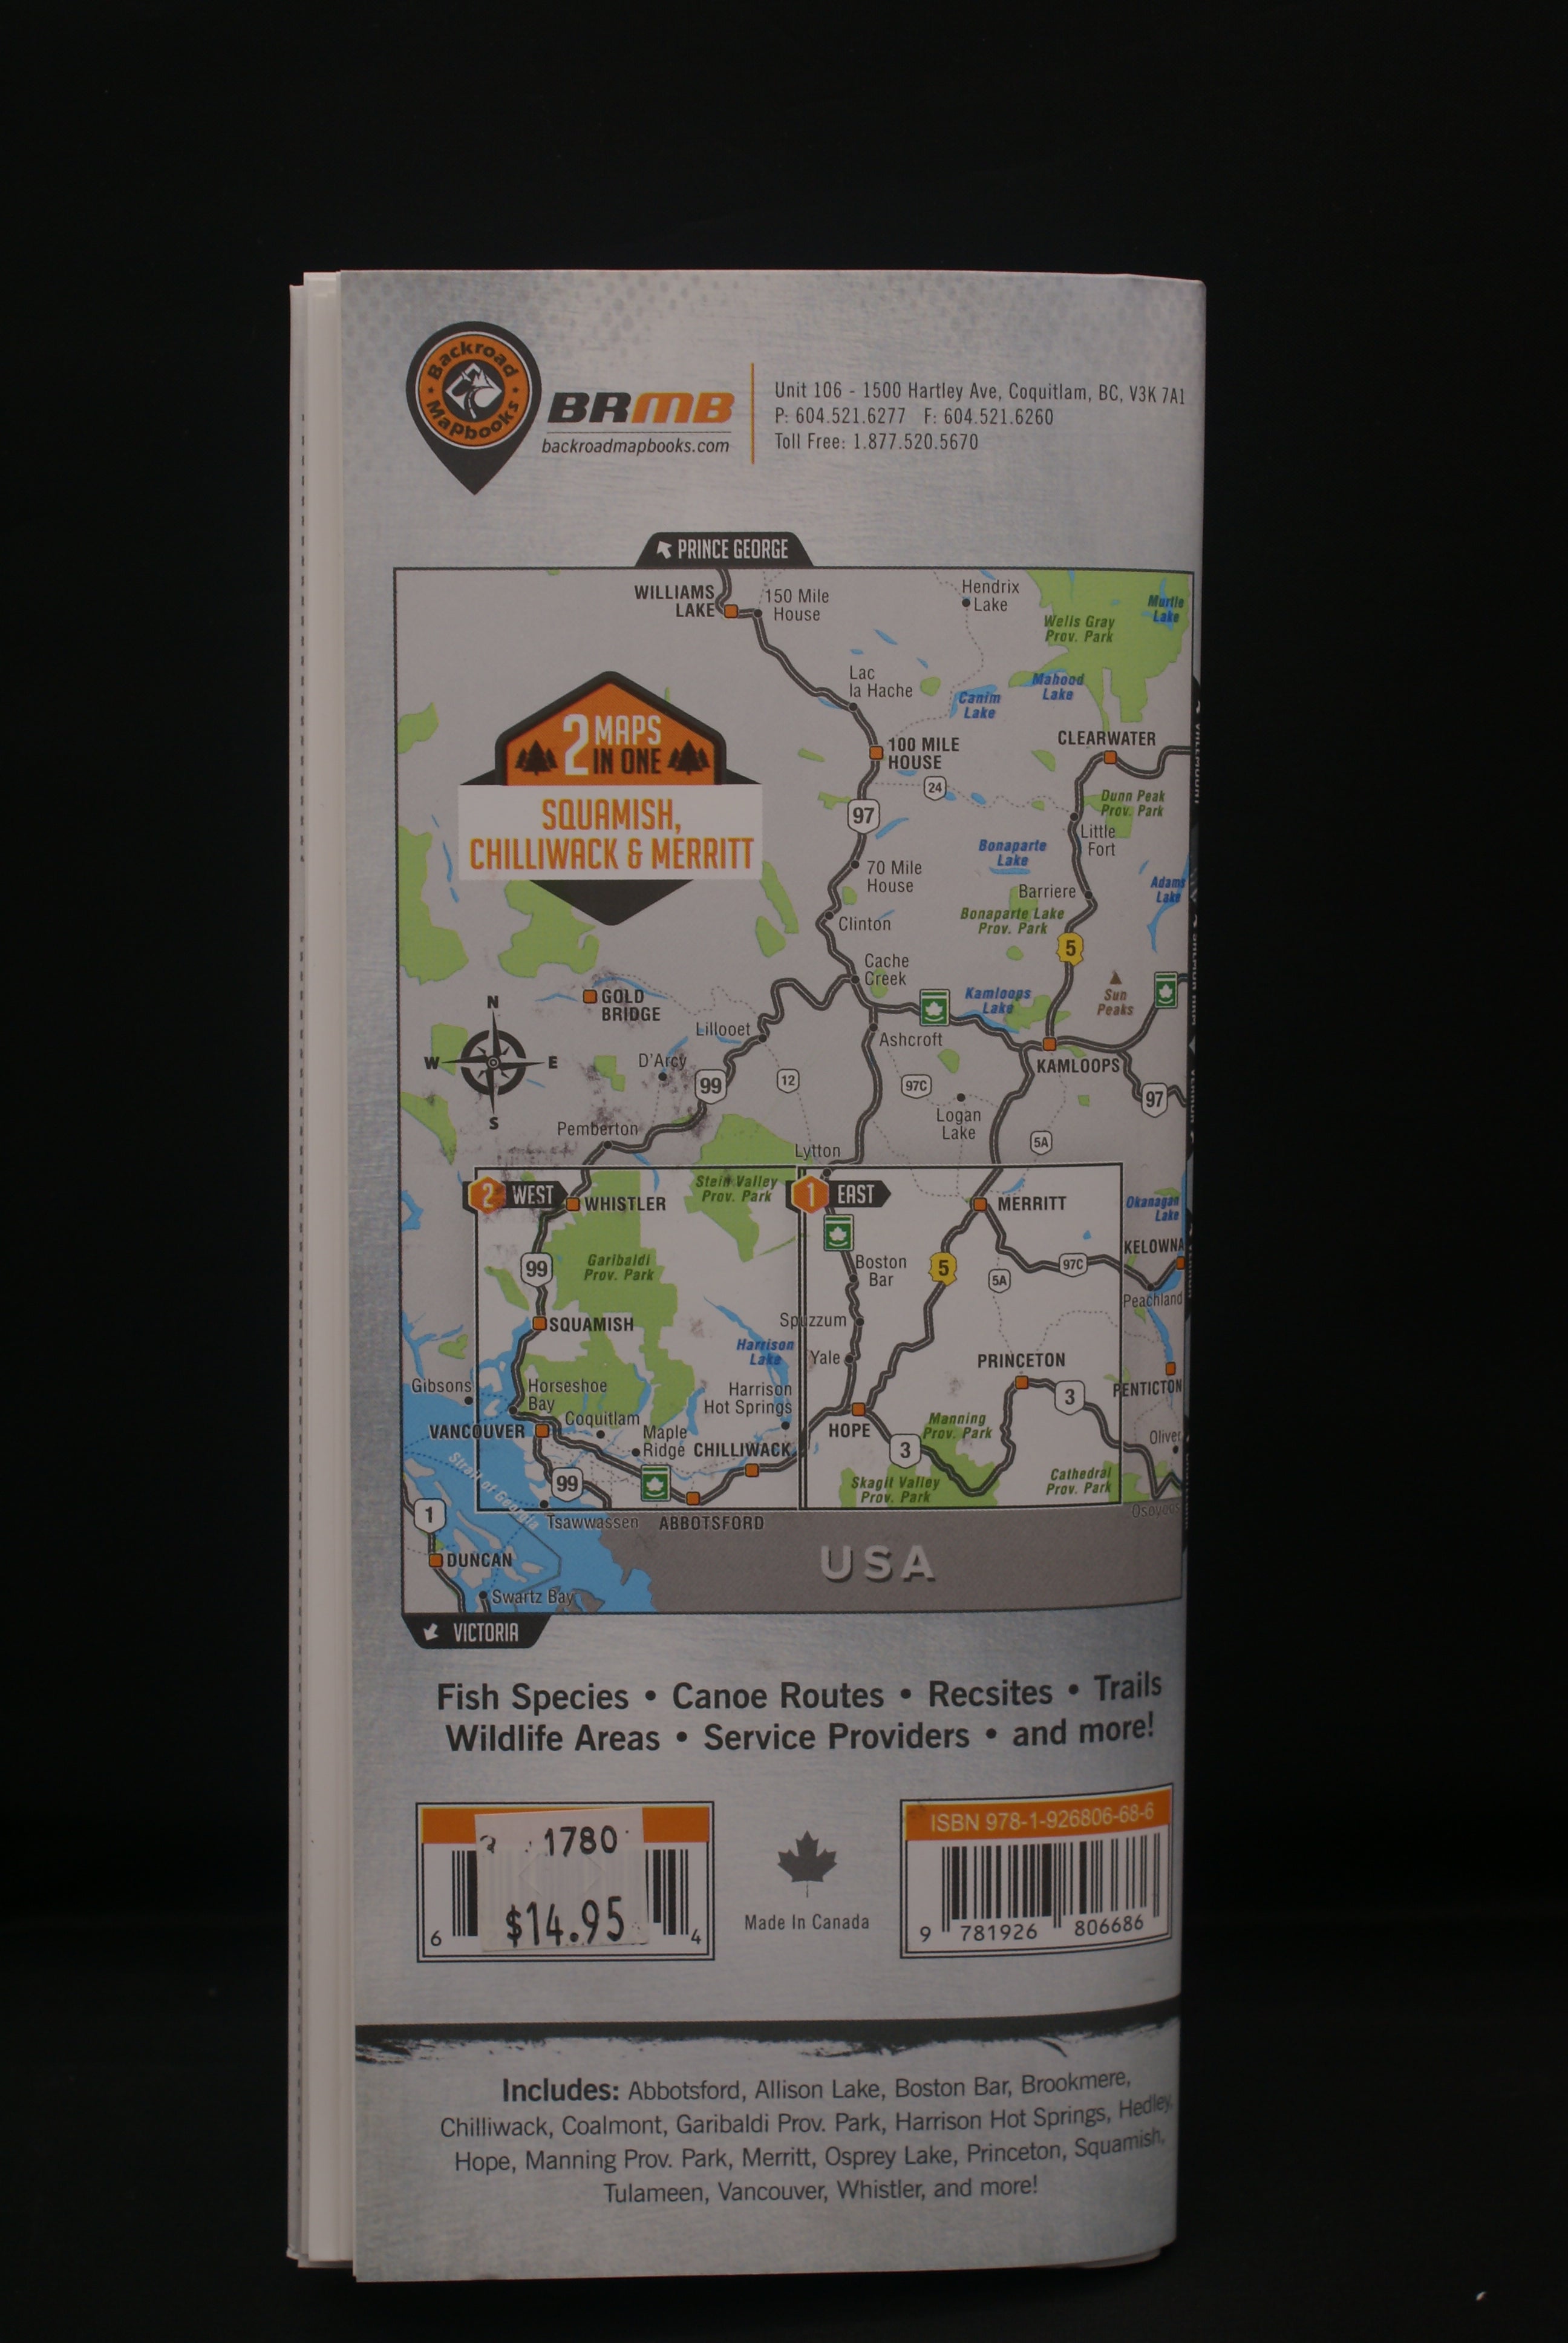 Backroad
Mapbooks
BRMB
backroadmapbooks.com
Unit 106 - 1500 Hartley Ave, Coquitlam, BC, V3K 7A1
P: 604.521.6277 F: 604.521.6260
Toll Free: 1.877.520.5670
PRINCE GEORGE
WILLIAMS
LAKE
150 Mile
House
Hendrix
Lake
Murtle
Lake
Wells Gray
Prov. Park
Lac
la Hache
Mahood
Lake
Canim
Lake
2 MAPS
IN ONE
SQUAMISH,
CHILLIWACK & MERRITT
100 MILE
HOUSE
CLEARWATER
24
97
Dunn Peak
Prov. Park
Little
Fort
Bonaparte
Lake
70 Mile
House
Barriere
Adams
Lake
Bonaparte Lake
Prov. Park
Clinton
5
Cache
Creek
N
W
E
S
GOLD
BRIDGE
Kamloops
Lake
Sun
Peaks
Lillooet
Ashcroft
D'Arcy
KAMLOOPS
99
12
97C
97
Logan
Lake
Pemberton
5A
Lytton
2 WEST
WHISTLER
Stein Valley
Prov. Park
1 EAST
MERRITT
Okanagan
Lake
KELOWNA
99
Garibaldi
Prov. Park
Boston
Bar
5
97C
5A
Peachland
SQUAMISH
Spuzzum
Harrison
Lake
Yale
PRINCETON
Gibsons
Horseshoe
Bay
Harrison
Hot Springs
3
PENTICTON
Coquitlam
VANCOUVER
Maple
Ridge
CHILLIWACK
HOPE
Manning
Prov. Park
Oliver
3
Strait of Georgia
99
Skagit Valley
Prov. Park
Cathedral
Prov. Park
1
Tsawwassen
ABBOTSFORD
Osoyoos
USA
DUNCAN
Swartz Bay
VICTORIA
Fish Species • Canoe Routes • Recsites • Trails
Wildlife Areas • Service Providers • and more!
1780
$14.95
6
4
Made In Canada
ISBN 978-1-926806-68-6
9 781926 806686
Includes: Abbotsford, Allison Lake, Boston Bar, Brookmere,
Chilliwack, Coalmont, Garibaldi Prov. Park, Harrison Hot Springs, Hedley,
Hope, Manning Prov. Park, Merritt, Osprey Lake, Princeton, Squamish,
Tulameen, Vancouver, Whistler, and more!